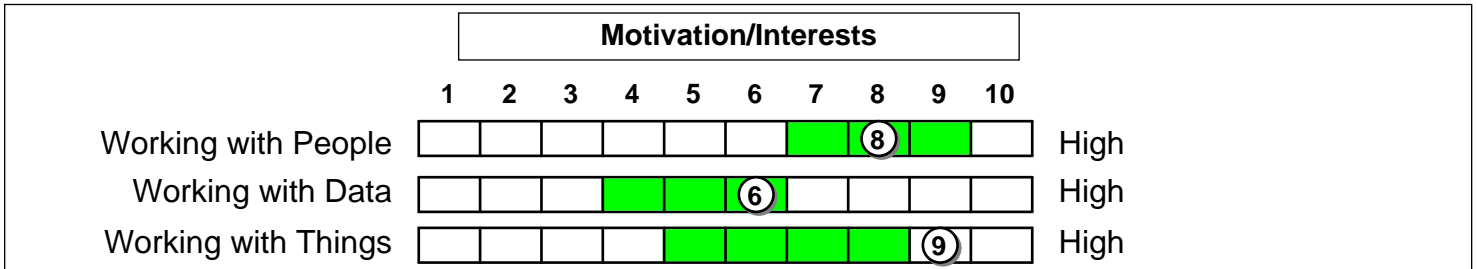 Motivation/Interests
1 2 3 4 5 6 7 8 9 10
Working with People 8 High
Working with Data 6 High
Working with Things 9 High